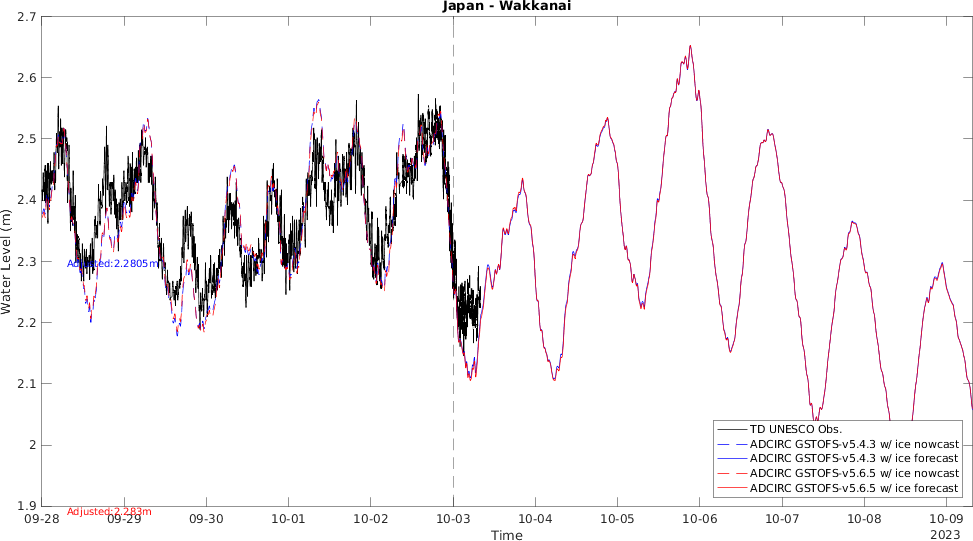 Japan - Wakkanai
2.7
2.6
2.5
2.4
2.3
2.2
2.1
2
1.9
Water Level (m)
Adjusted:2.2805m
Adjusted:2.283m
TD UNESCO Obs.
ADCIRC GSTOFS-v5.4.3 w/ ice nowcast
ADCIRC GSTOFS-v5.4.3 w/ ice forecast
ADCIRC GSTOFS-v5.6.5 w/ ice nowcast
ADCIRC GSTOFS-v5.6.5 w/ ice forecast
09-28 09-29 09-30 10-01 10-02 10-03 10-04 10-05 10-06 10-07 10-08 10-09
2023
Time